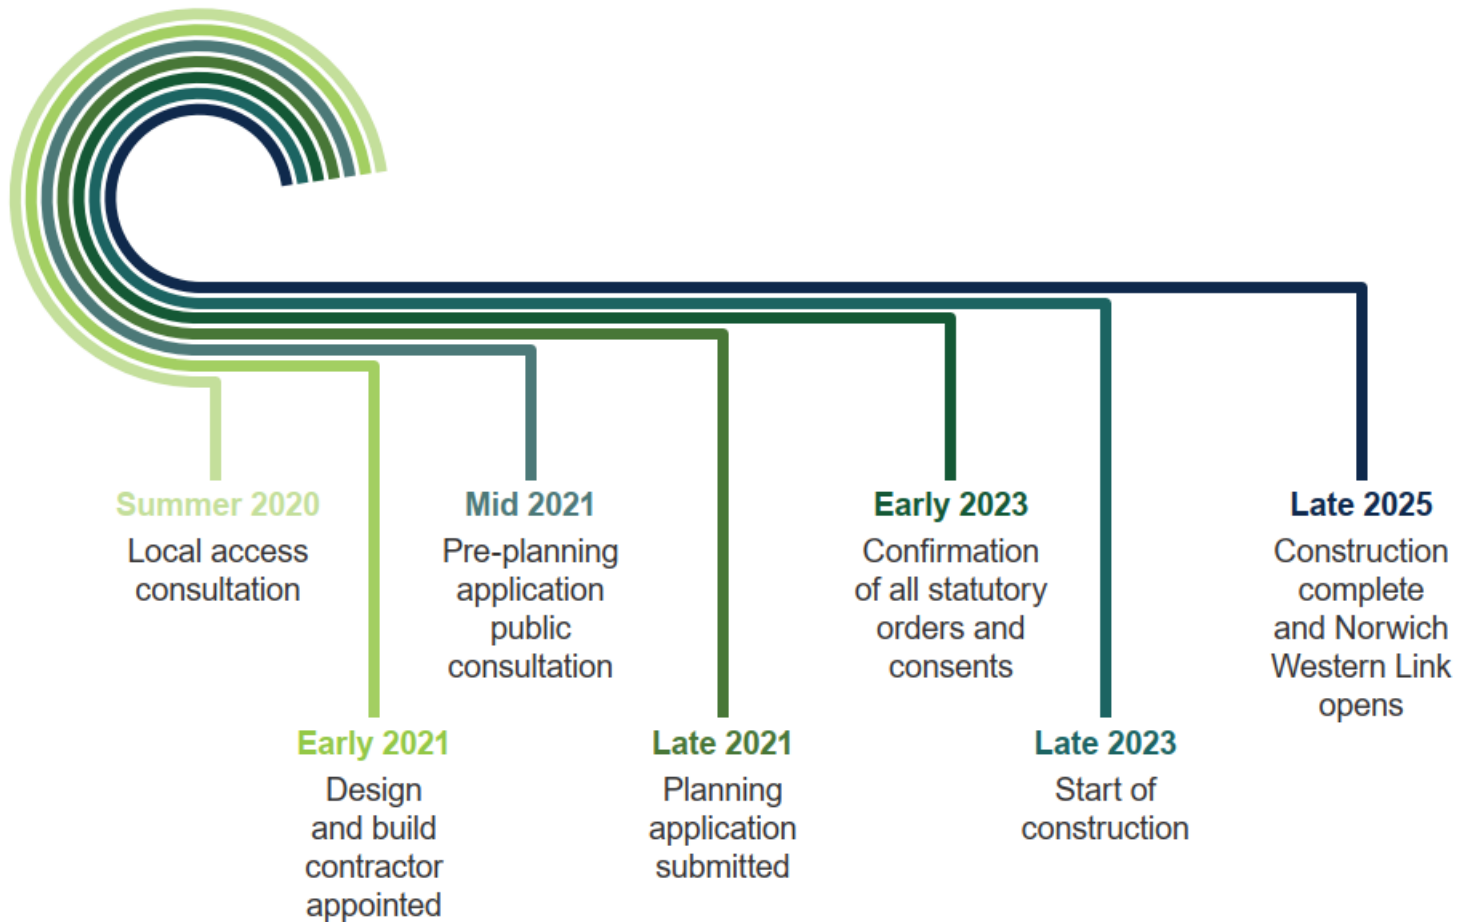 Summer 2020
Local access
consultation
Early 2021
Design
and build
contractor
appointed
Mid 2021
Pre-planning
application
public
consultation
Late 2021
Planning
application
submitted
Early 2023
Confirmation
of all statutory
orders and
consents
Late 2023
Start of
construction
Late 2025
Construction
complete
and Norwich
Western Link
opens